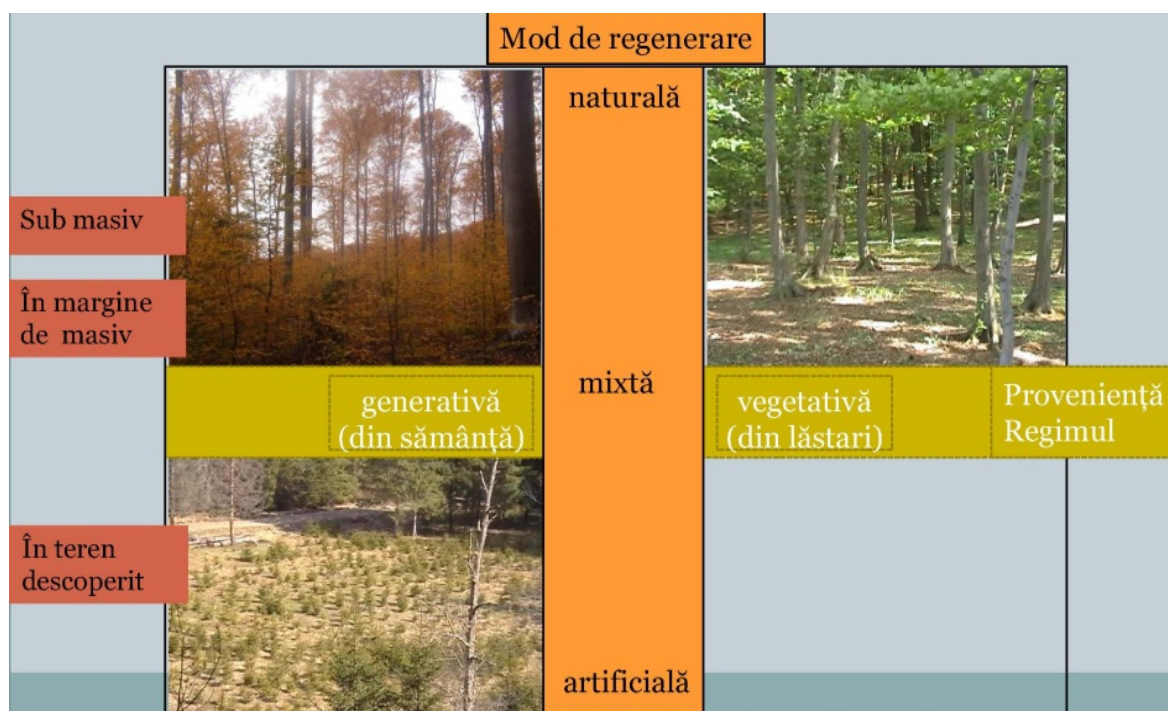 Mod de regenerare
naturală
Sub masiv
În margine
de masiv
mixtă
generativă
(din sămânță)
vegetativă
(din lăstari)
Proveniență
Regimul
În teren
descoperit
artificială